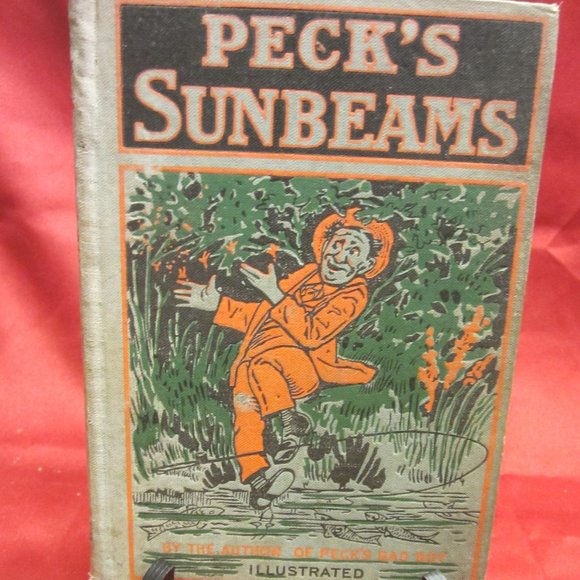 PECK'S
SUNBEAMS
BY THE AUTHOR OF PECK'S BAD BOY
ILLUSTRATED